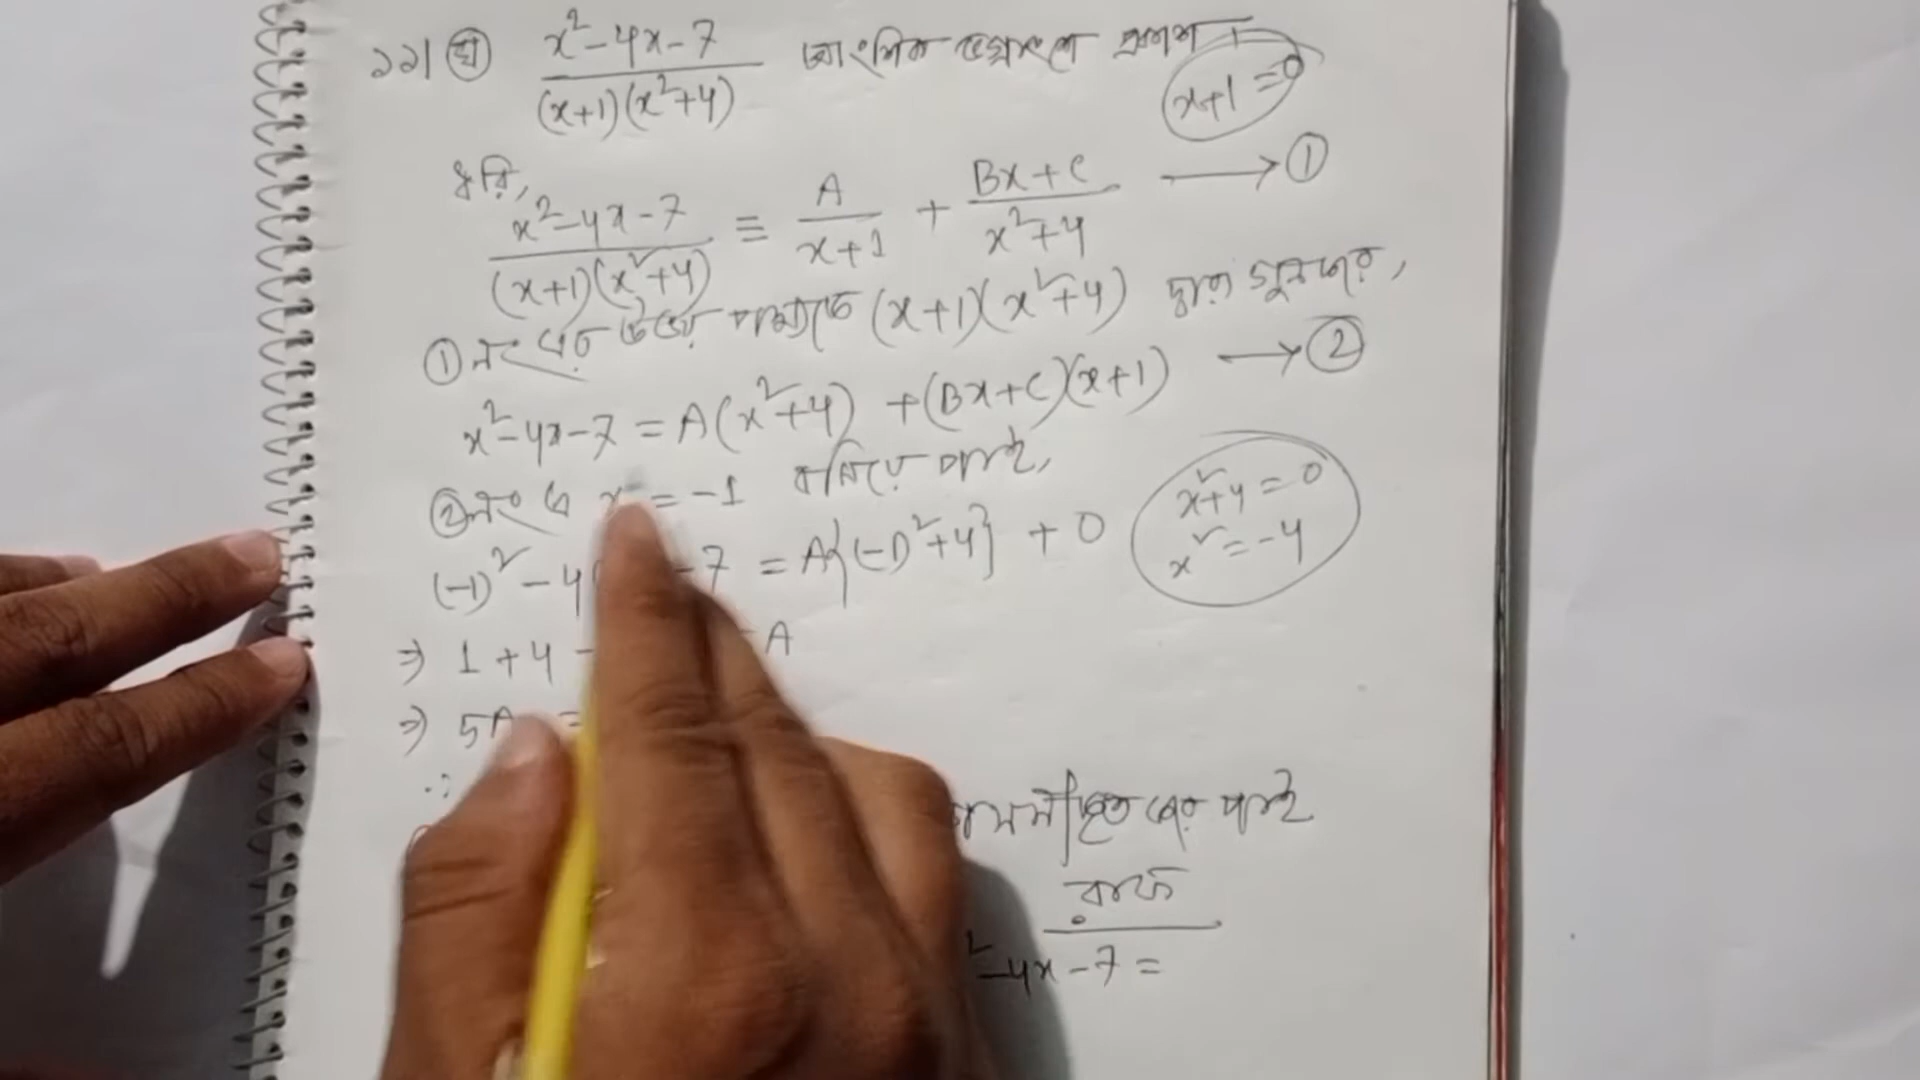 ১১। ঘ (x²-4x-7)/((x+1)(x²+4)) আংশিক ভগ্নাংশে প্রকাশ।
x+1=0
ধরি,
(x²-4x-7)/((x+1)(x²+4)) ≡ A/(x+1) + (Bx+C)/(x²+4) ⟶ ①
① নং এর উভয় পক্ষকে (x+1)(x²+4) দ্বারা গুন করে,
x²-4x-7 = A(x²+4) + (Bx+C)(x+1) ⟶ ②
② নং এ x = -1 বসিয়ে পাই,
x²+4=0
x²=-4
(-1)² - 4( -7 = A{(-1)²+4} + 0
⇒ 1+4 - A
⇒ 5A =
∴
সমীকৃত করে পাই
রাফ
²-4x-7 =